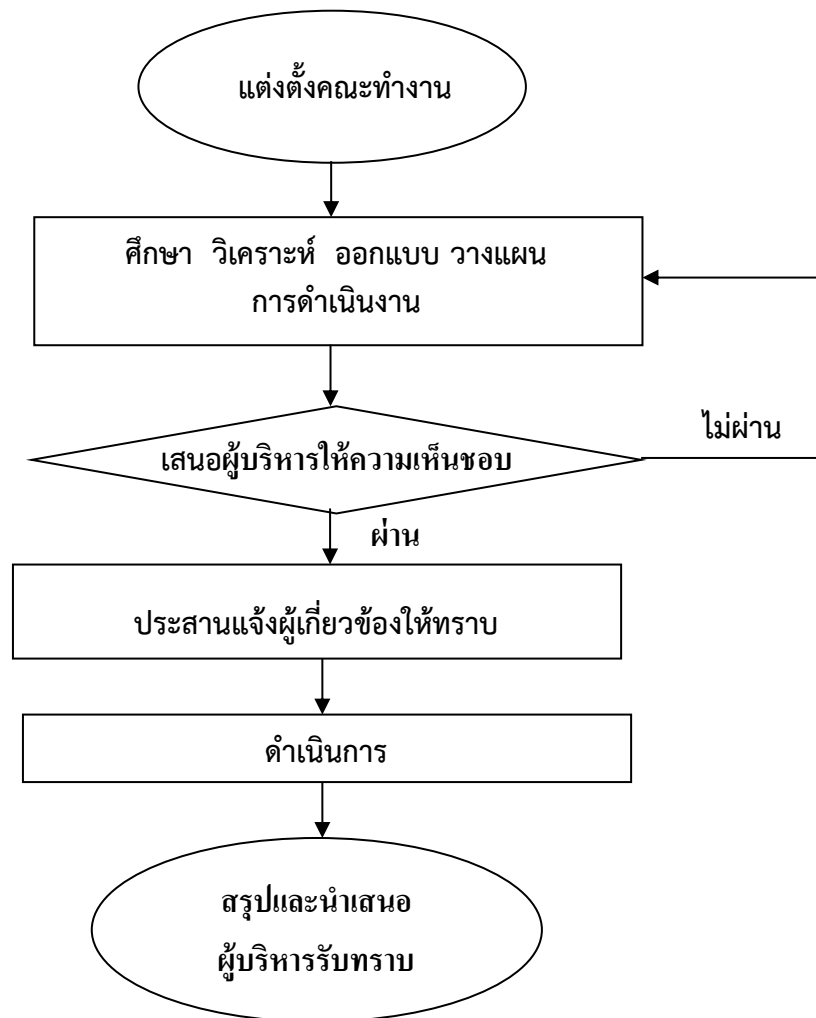 แต่งตั้งคณะทำงาน
ศึกษา วิเคราะห์ ออกแบบ วางแผน
การดำเนินงาน
เสนอผู้บริหารให้ความเห็นชอบ
ไม่ผ่าน
ผ่าน
ประสานแจ้งผู้เกี่ยวข้องให้ทราบ
ดำเนินการ
สรุปและนำเสนอ
ผู้บริหารรับทราบ